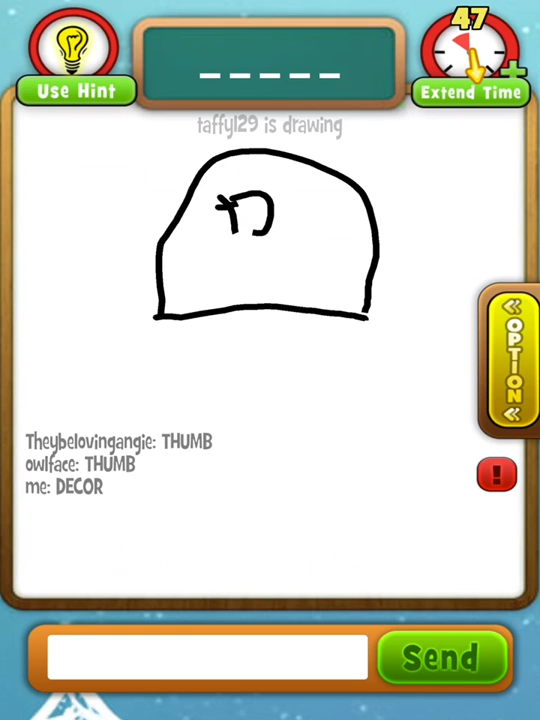 47
Use Hint
_ _ _ _ _
Extend Time
taffy129 is drawing
« OPTION «
Theybelovingangie: THUMB
owlface: THUMB
!
me: DECOR
Send